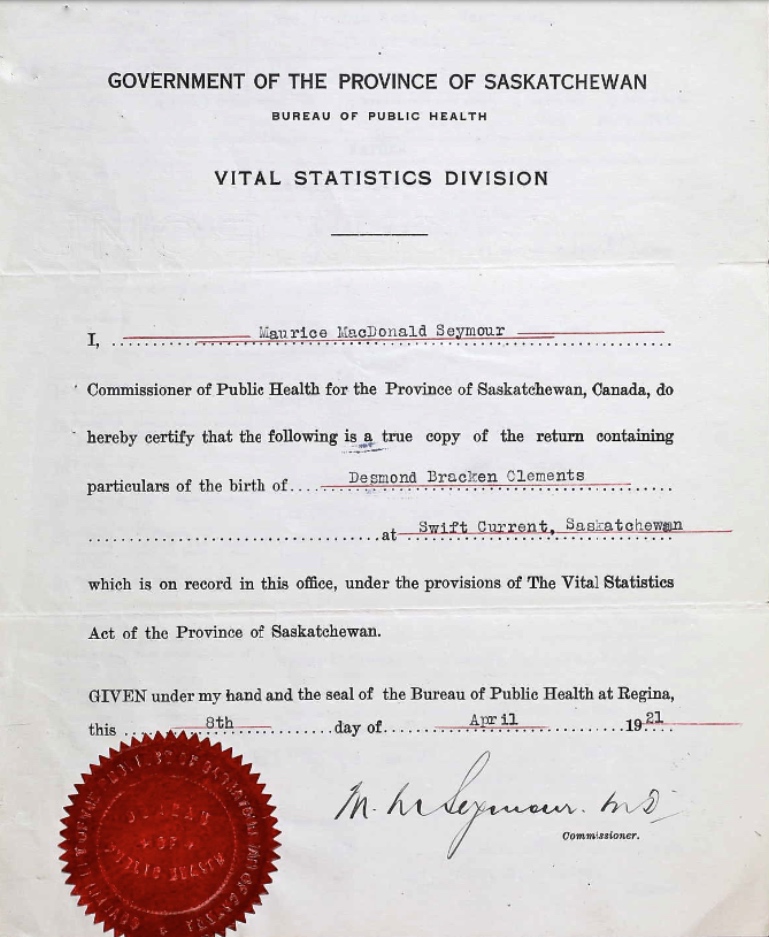 GOVERNMENT OF THE PROVINCE OF SASKATCHEWAN
BUREAU OF PUBLIC HEALTH
VITAL STATISTICS DIVISION
I, Maurice MacDonald Seymour
Commissioner of Public Health for the Province of Saskatchewan, Canada, do
hereby certify that the following is a true copy of the return containing
particulars of the birth of.... Desmond Bracken Clements
at Swift Current, Saskatchewan
which is on record in this office, under the provisions of The Vital Statistics
Act of the Province of Saskatchewan.
GIVEN under my hand and the seal of the Bureau of Public Health at Regina,
this 8th day of April 1921
M. M Seymour. MD
Commissioner.
BUREAU
OF
PUBLIC HEALTH